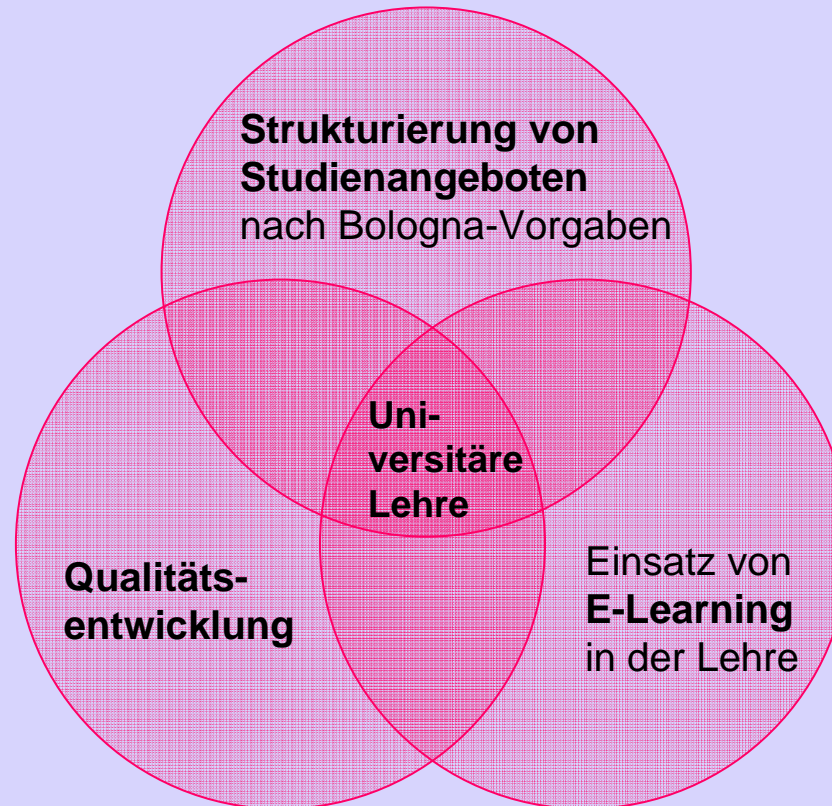 Strukturierung von
Studienangeboten
nach Bologna-Vorgaben
Uni-
versitäre
Lehre
Qualitäts-
entwicklung
Einsatz von
E-Learning
in der Lehre